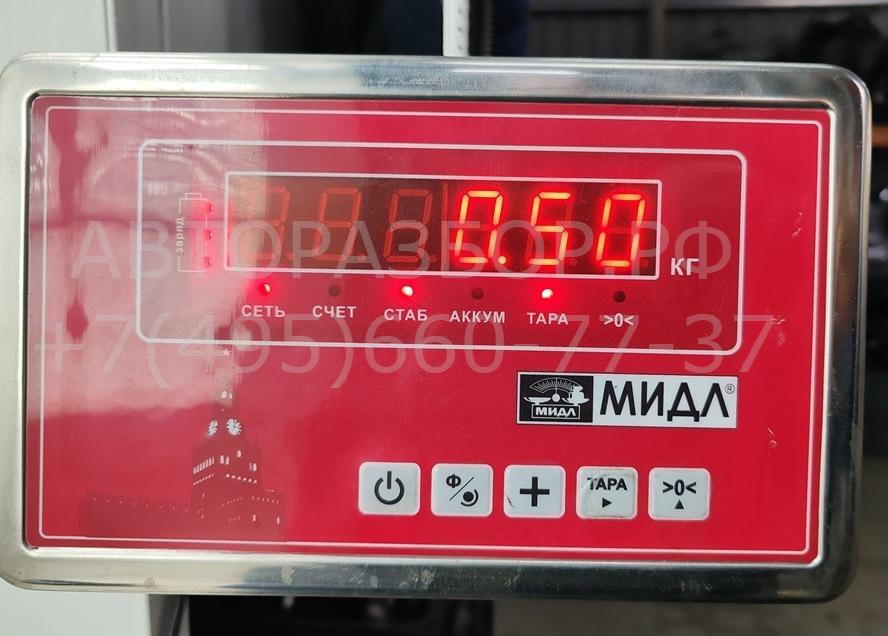 заряд
0.50
КГ
АВТОРАЗБОР.РФ
СЕТЬ СЧЕТ СТАБ АККУМ ТАРА >0<
+7(495)660-77-37
МИДЛ МИДЛ®
Ф ТАРА >0<